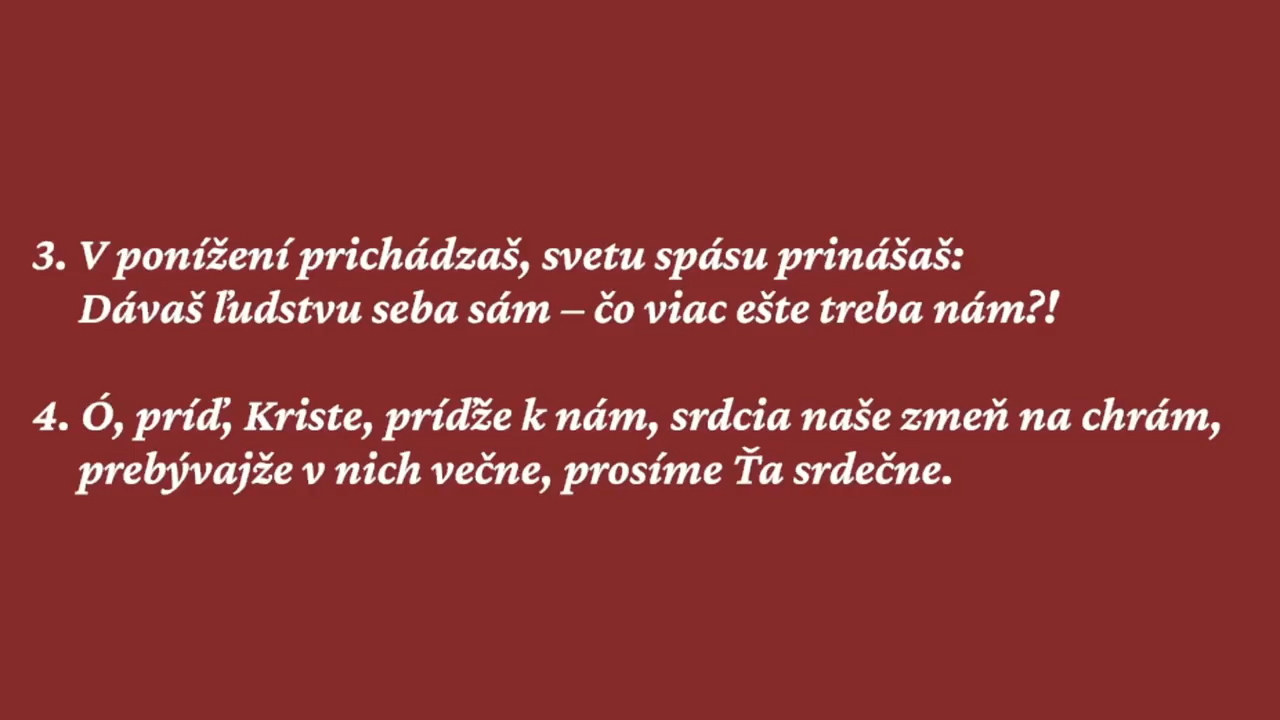 3. V ponížení prichádzaš, svetu spásu prinášaš:
Dávaš ľudstvu seba sám – čo viac ešte treba nám?!
4. Ó, príď, Kriste, príďže k nám, srdcia naše zmeň na chrám,
prebývajže v nich večne, prosíme Ťa srdečne.